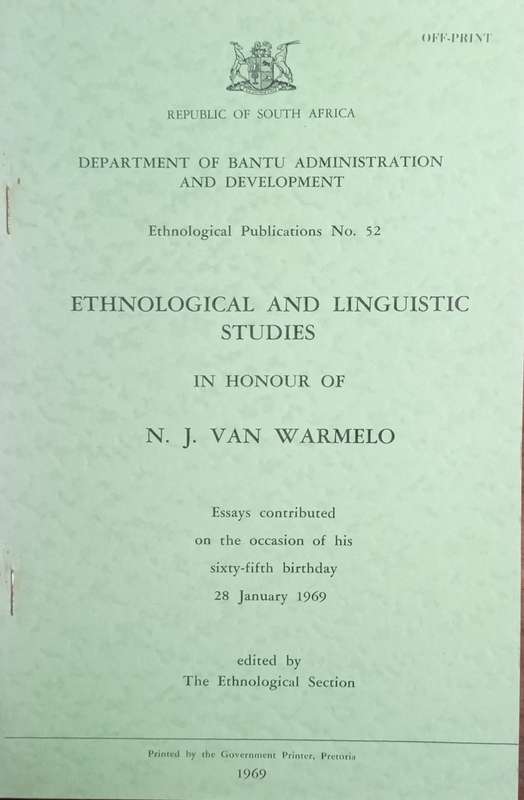 OFF-PRINT
REPUBLIC OF SOUTH AFRICA
DEPARTMENT OF BANTU ADMINISTRATION
AND DEVELOPMENT
Ethnological Publications No. 52
ETHNOLOGICAL AND LINGUISTIC
STUDIES
IN HONOUR OF
N. J. VAN WARMELO
Essays contributed
on the occasion of his
sixty-fifth birthday
28 January 1969
edited by
The Ethnological Section
Printed by the Government Printer, Pretoria
1969